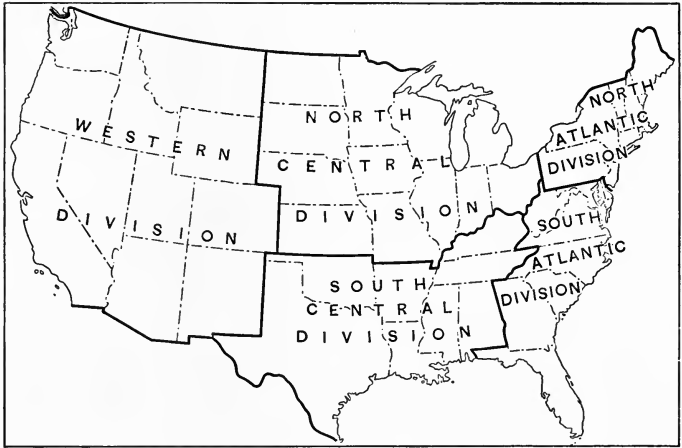 WESTERN
DIVISION
NORTH
CENTRAL
DIVISION
SOUTH
CENTRAL
DIVISION
NORTH
ATLANTIC
DIVISION
SOUTH
ATLANTIC
DIVISION